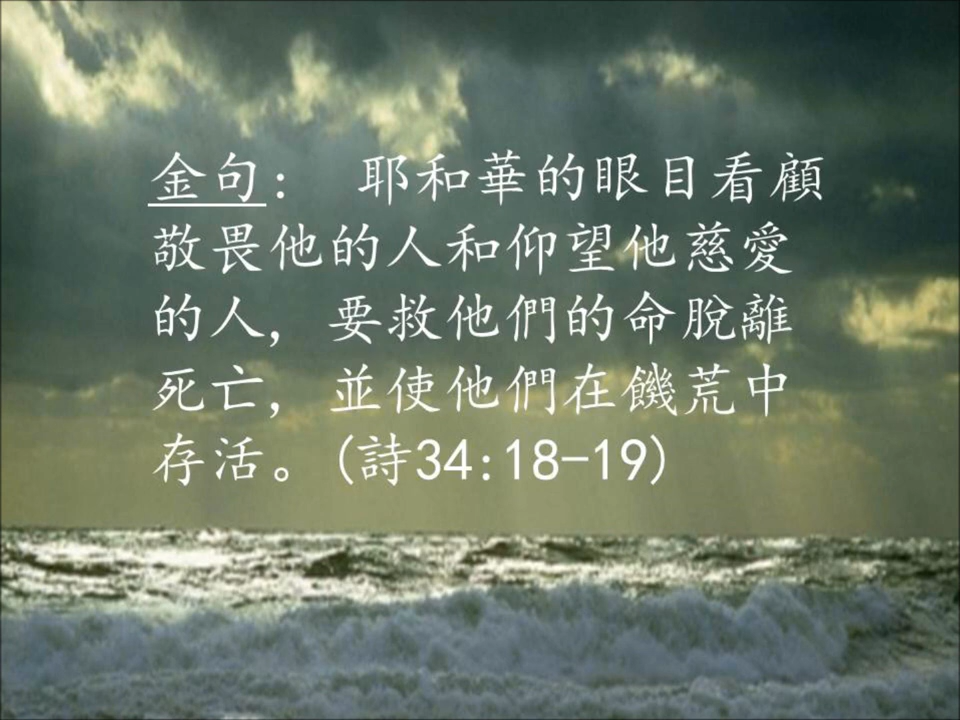 金句： 耶和華的眼目看顧
敬畏他的人和仰望他慈愛
的人，要救他們的命脫離
死亡，並使他們在饑荒中
存活。(詩34:18-19)